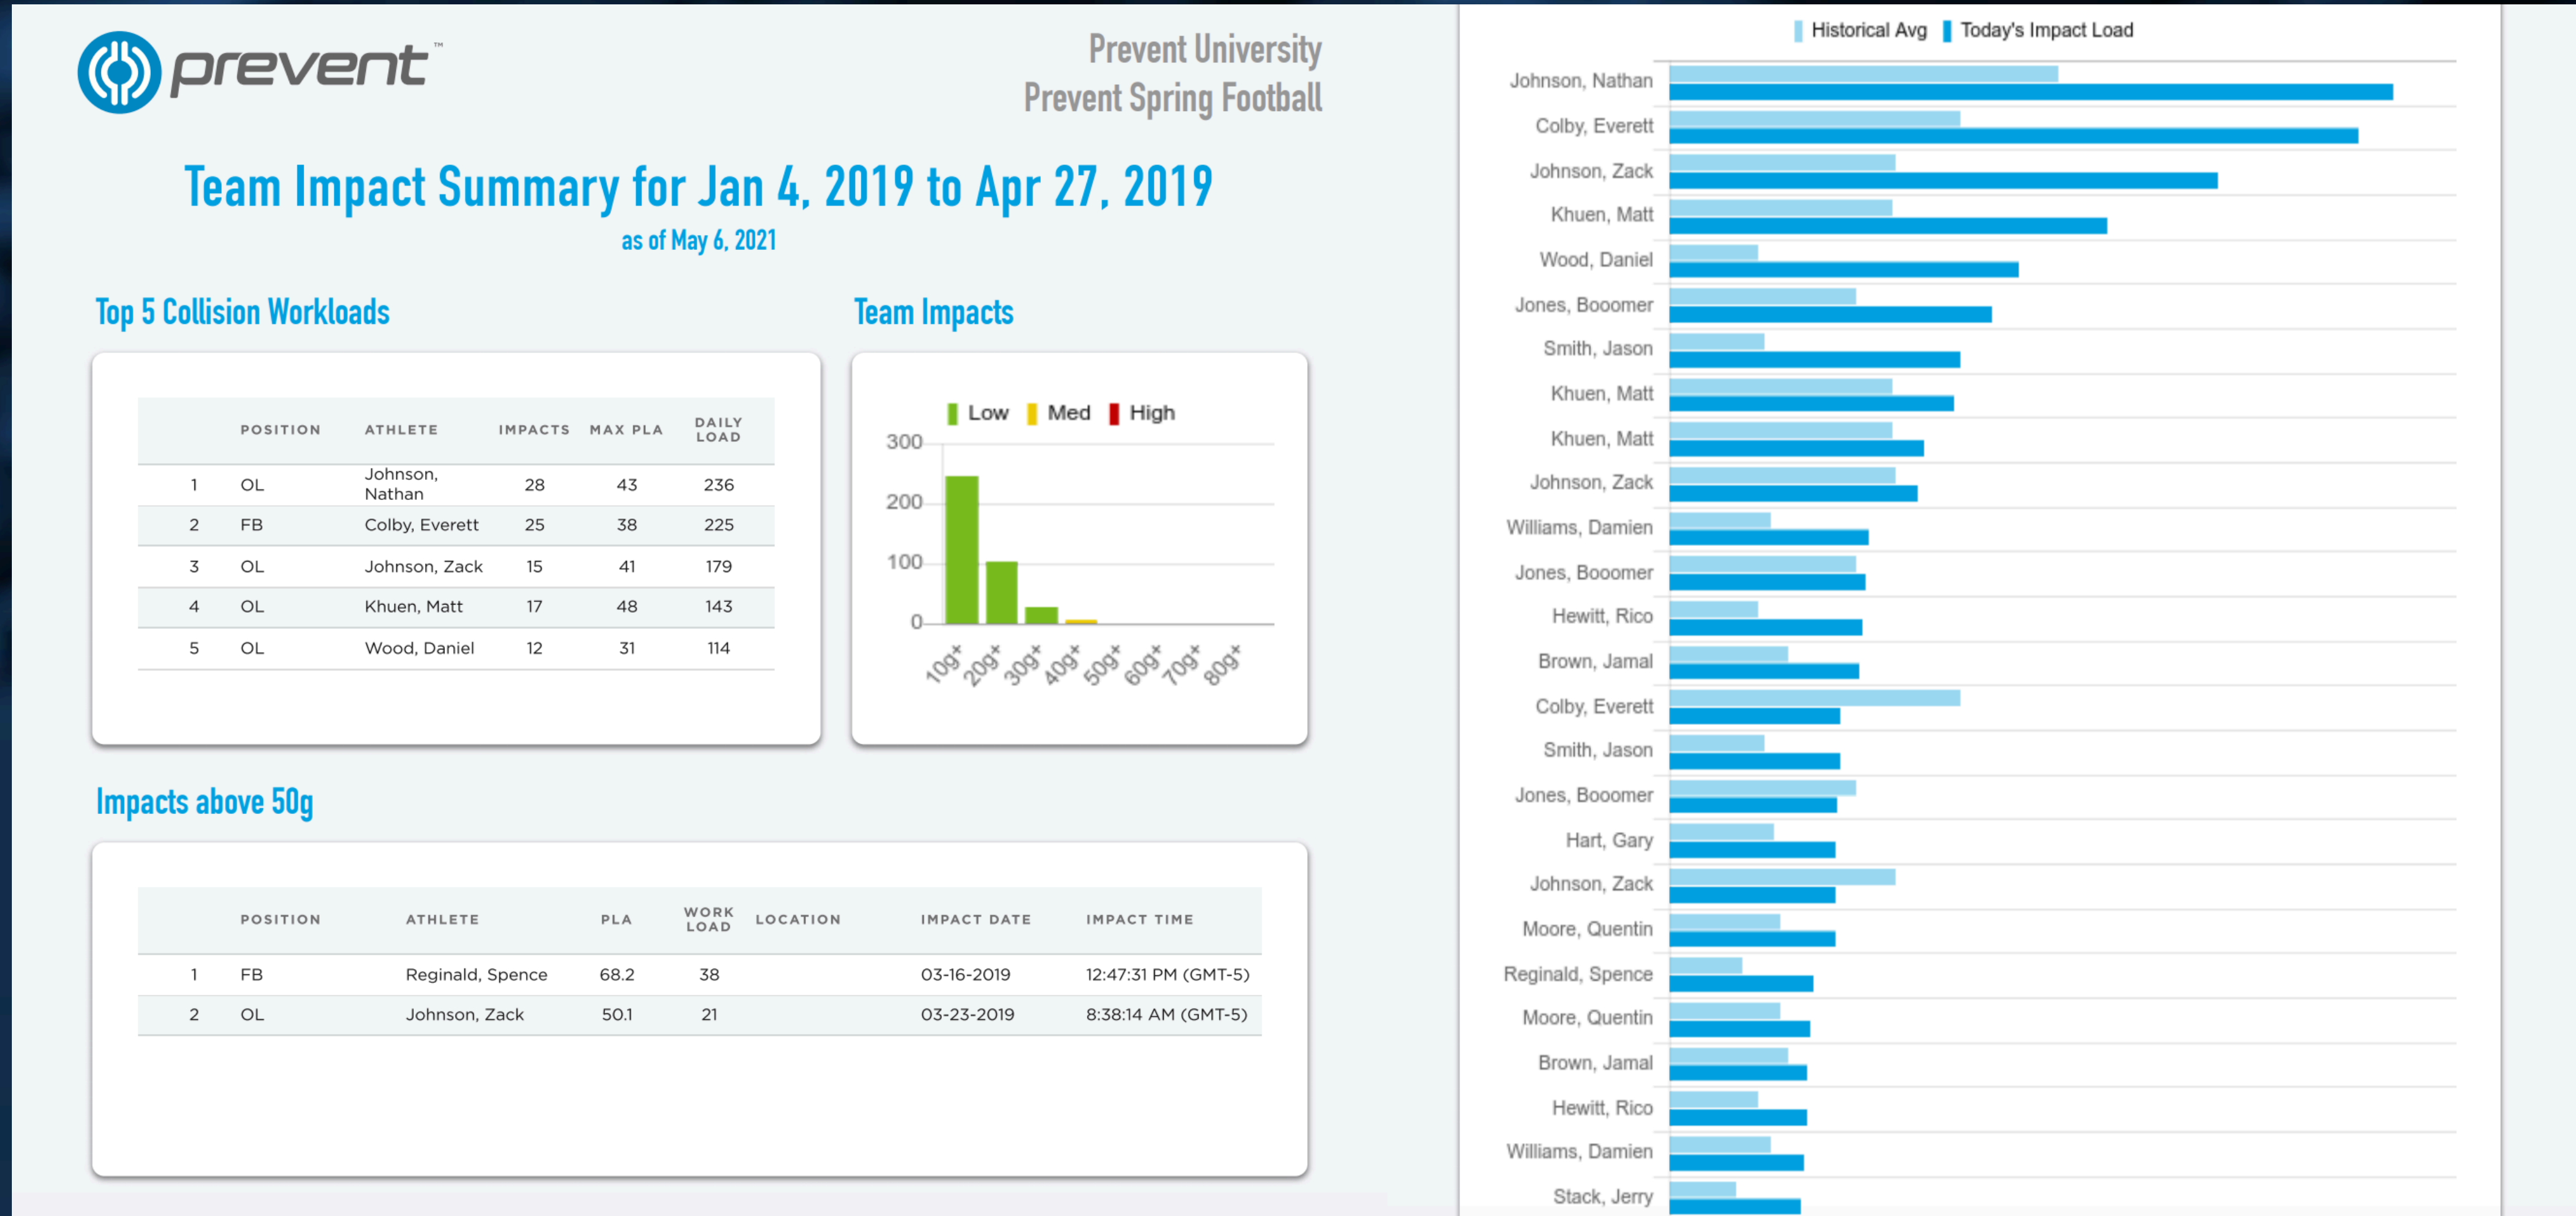 prevent™
Prevent University
Prevent Spring Football
Team Impact Summary for Jan 4, 2019 to Apr 27, 2019
as of May 6, 2021
Top 5 Collision Workloads
POSITION ATHLETE IMPACTS MAX PLA DAILY LOAD
1 OL Johnson, Nathan 28 43 236
2 FB Colby, Everett 25 38 225
3 OL Johnson, Zack 15 41 179
4 OL Khuen, Matt 17 48 143
5 OL Wood, Daniel 12 31 114
Team Impacts
Low Med High
300
200
100
0
10g+ 20g+ 30g+ 40g+ 50g+ 60g+ 70g+ 80g+
Impacts above 50g
POSITION ATHLETE PLA WORK LOAD LOCATION IMPACT DATE IMPACT TIME
1 FB Reginald, Spence 68.2 38 03-16-2019 12:47:31 PM (GMT-5)
2 OL Johnson, Zack 50.1 21 03-23-2019 8:38:14 AM (GMT-5)
Historical Avg Today's Impact Load
Johnson, Nathan
Colby, Everett
Johnson, Zack
Khuen, Matt
Wood, Daniel
Jones, Booomer
Smith, Jason
Khuen, Matt
Khuen, Matt
Johnson, Zack
Williams, Damien
Jones, Booomer
Hewitt, Rico
Brown, Jamal
Colby, Everett
Smith, Jason
Jones, Booomer
Hart, Gary
Johnson, Zack
Moore, Quentin
Reginald, Spence
Moore, Quentin
Brown, Jamal
Hewitt, Rico
Williams, Damien
Stack, Jerry